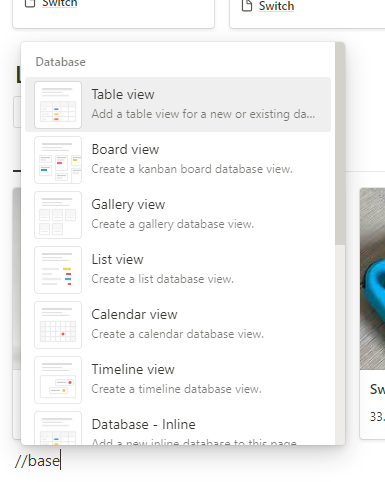 Switch
Switch
Database
Table view
Add a table view for a new or existing da...
Board view
Create a kanban board database view.
Gallery view
Create a gallery database view.
List view
Create a list database view.
Calendar view
Create a calendar database view.
Timeline view
Create a timeline database view.
Database - Inline
Add a new inline database to this page
Sw
33.
//base